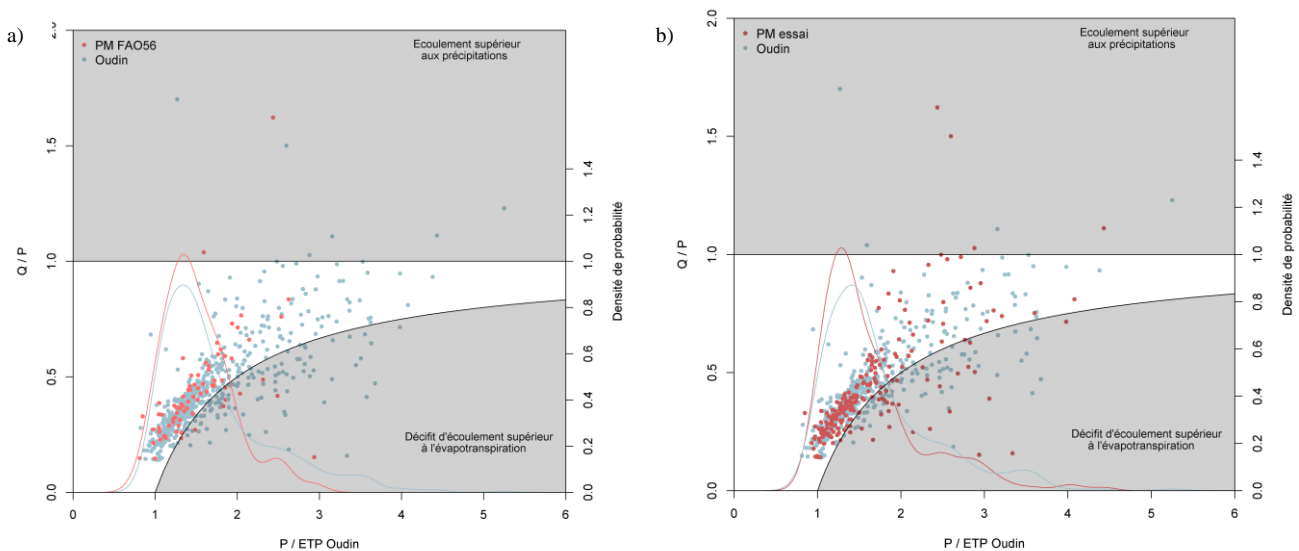 a)
PM FAO56
Oudin
Ecoulement supérieur
aux précipitations
Décifit d'écoulement supérieur
à l'évapotranspiration
2.0
1.5
1.0
0.5
0.0
Q / P
1.4
1.2
1.0
0.8
0.6
0.4
0.2
0.0
Densité de probabilité
0 1 2 3 4 5 6
P / ETP Oudin
b)
PM essai
Oudin
Ecoulement supérieur
aux précipitations
Décifit d'écoulement supérieur
à l'évapotranspiration
2.0
1.5
1.0
0.5
0.0
Q / P
1.4
1.2
1.0
0.8
0.6
0.4
0.2
0.0
Densité de probabilité
0 1 2 3 4 5 6
P / ETP Oudin